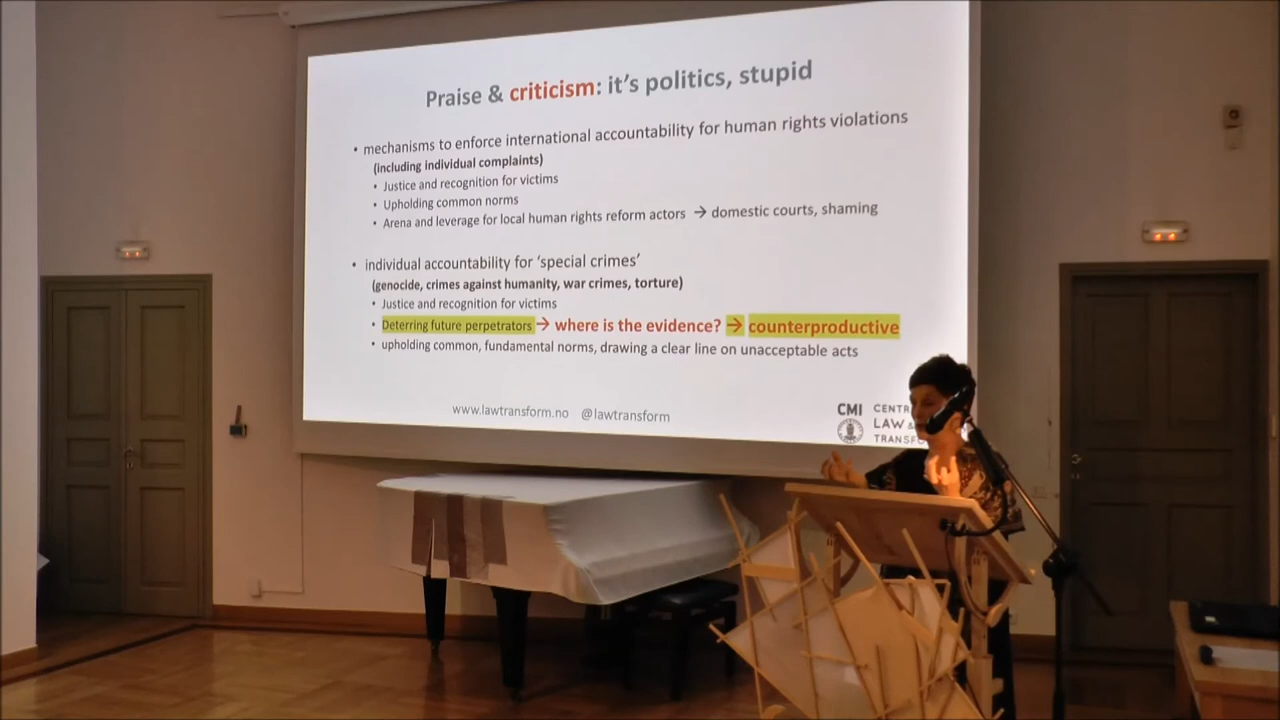 Praise & criticism: it's politics, stupid
• mechanisms to enforce international accountability for human rights violations
(including individual complaints)
• Justice and recognition for victims
• Upholding common norms
• Arena and leverage for local human rights reform actors → domestic courts, shaming
• individual accountability for 'special crimes'
(genocide, crimes against humanity, war crimes, torture)
• Justice and recognition for victims
• Deterring future perpetrators → where is the evidence? → counterproductive
• upholding common, fundamental norms, drawing a clear line on unacceptable acts
www.lawtransform.no @lawtransform
CMI
LAW